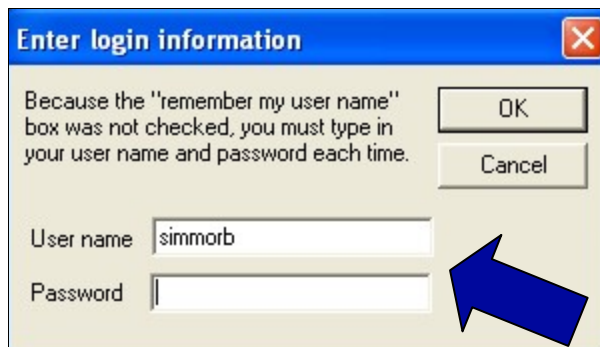 Enter login information
Because the "remember my user name"
box was not checked, you must type in
your user name and password each time.
OK
Cancel
User name simmorb
Password